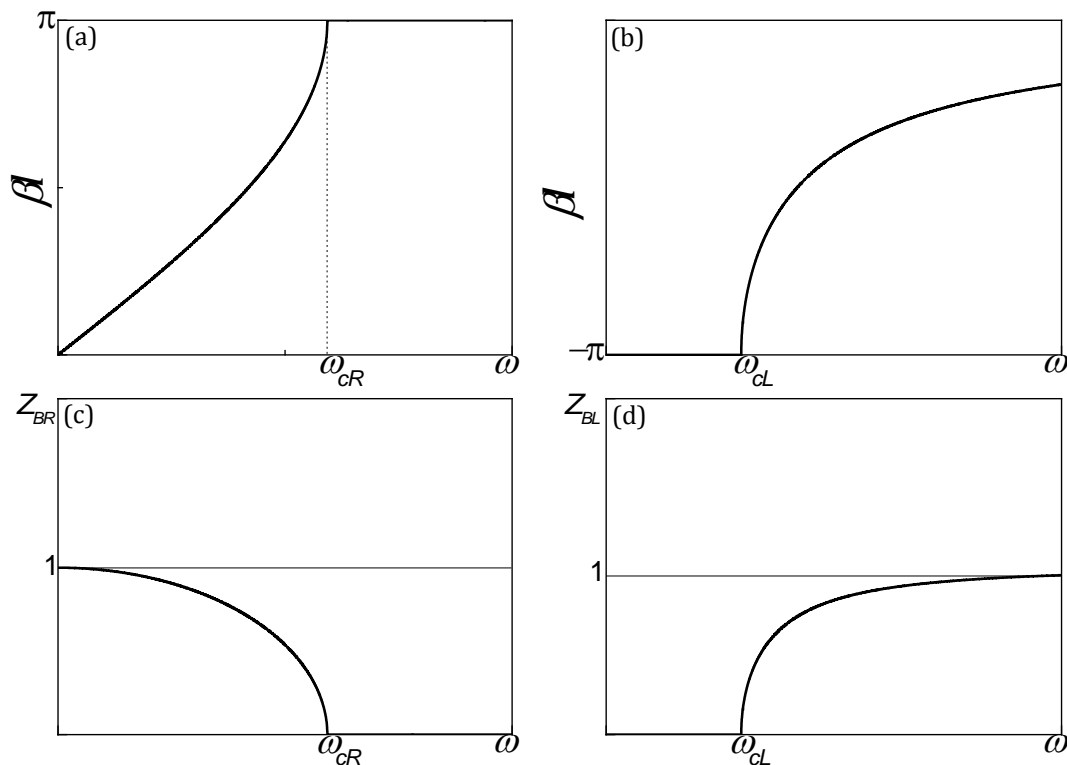 π (a)
(b)
βl
βl
−π
ω_cR ω
ω_cL ω
Z_BR (c)
Z_BL (d)
1
1
ω_cR ω
ω_cL ω